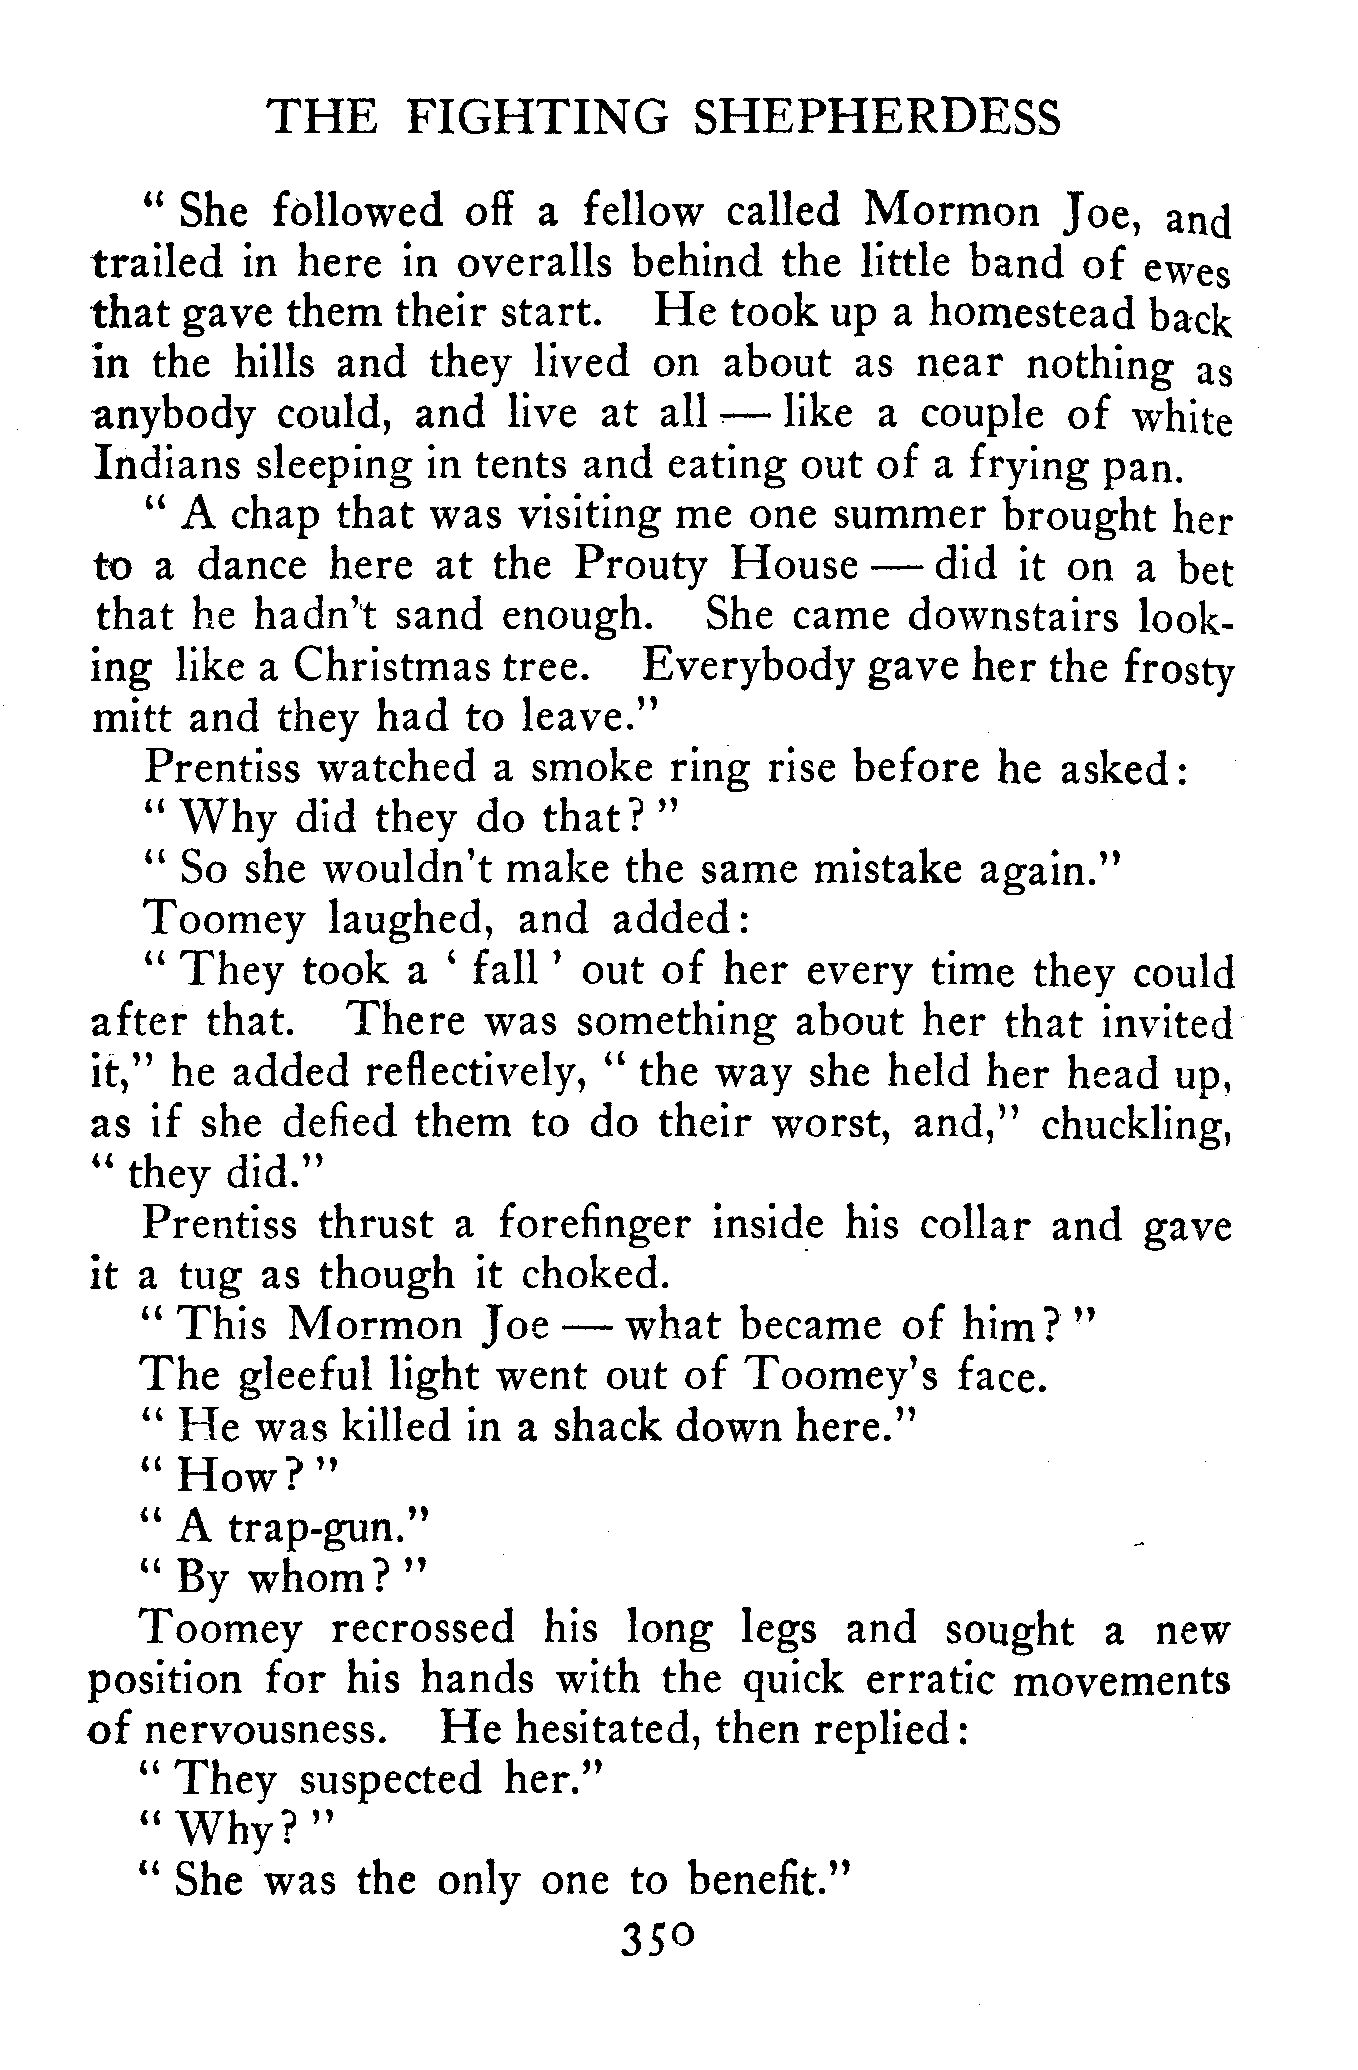 THE FIGHTING SHEPHERDESS
“ She followed off a fellow called Mormon Joe, and
trailed in here in overalls behind the little band of ewes
that gave them their start. He took up a homestead back
in the hills and they lived on about as near nothing as
anybody could, and live at all — like a couple of white
Indians sleeping in tents and eating out of a frying pan.
“ A chap that was visiting me one summer brought her
to a dance here at the Prouty House — did it on a bet
that he hadn't sand enough. She came downstairs look-
ing like a Christmas tree. Everybody gave her the frosty
mitt and they had to leave.”
Prentiss watched a smoke ring rise before he asked:
“ Why did they do that? ”
“ So she wouldn't make the same mistake again.”
Toomey laughed, and added:
“ They took a ‘ fall ’ out of her every time they could
after that. There was something about her that invited
it,” he added reflectively, “ the way she held her head up,
as if she defied them to do their worst, and,” chuckling,
“ they did.”
Prentiss thrust a forefinger inside his collar and gave
it a tug as though it choked.
“ This Mormon Joe — what became of him? ”
The gleeful light went out of Toomey's face.
“ He was killed in a shack down here.”
“ How? ”
“ A trap-gun.”
“ By whom? ”
Toomey recrossed his long legs and sought a new
position for his hands with the quick erratic movements
of nervousness. He hesitated, then replied:
“ They suspected her.”
“ Why? ”
“ She was the only one to benefit.”
350